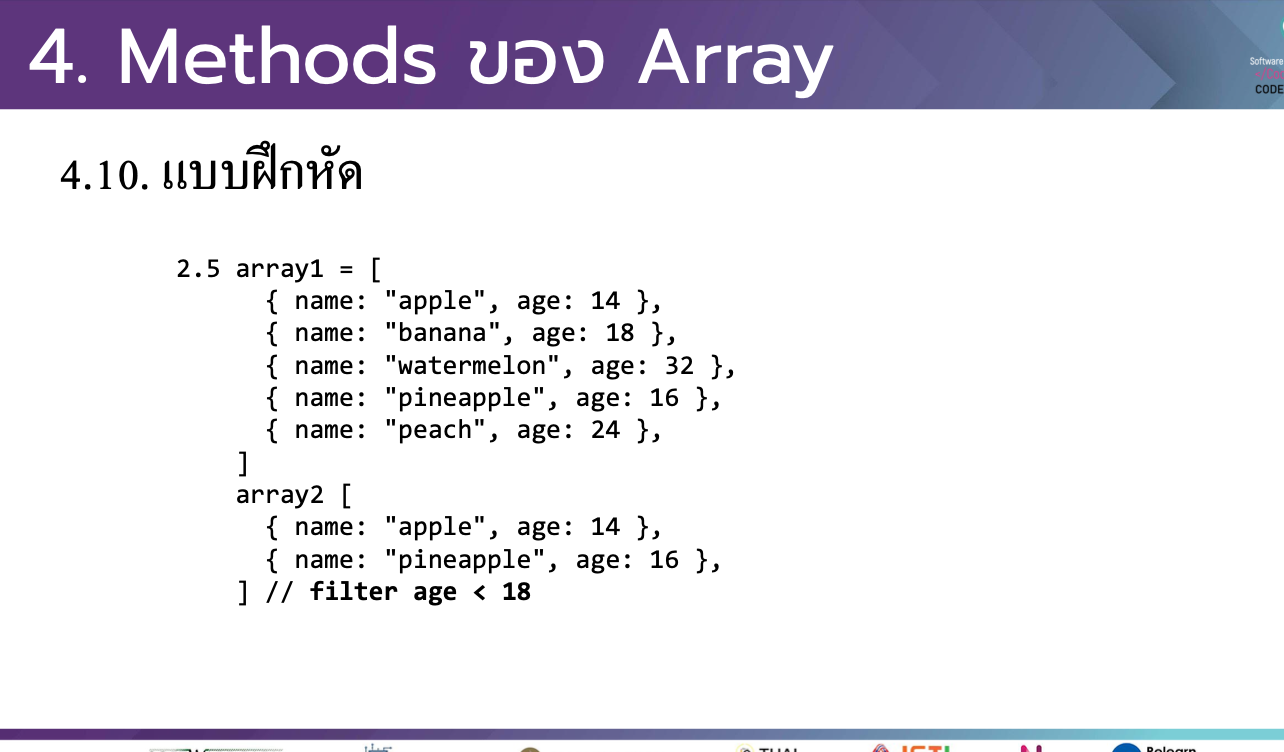 4. Methods ของ Array
Software
CODE
4.10. แบบฝึกหัด
2.5 array1 = [
{ name: "apple", age: 14 },
{ name: "banana", age: 18 },
{ name: "watermelon", age: 32 },
{ name: "pineapple", age: 16 },
{ name: "peach", age: 24 },
]
array2 [
{ name: "apple", age: 14 },
{ name: "pineapple", age: 16 },
] // filter age < 18